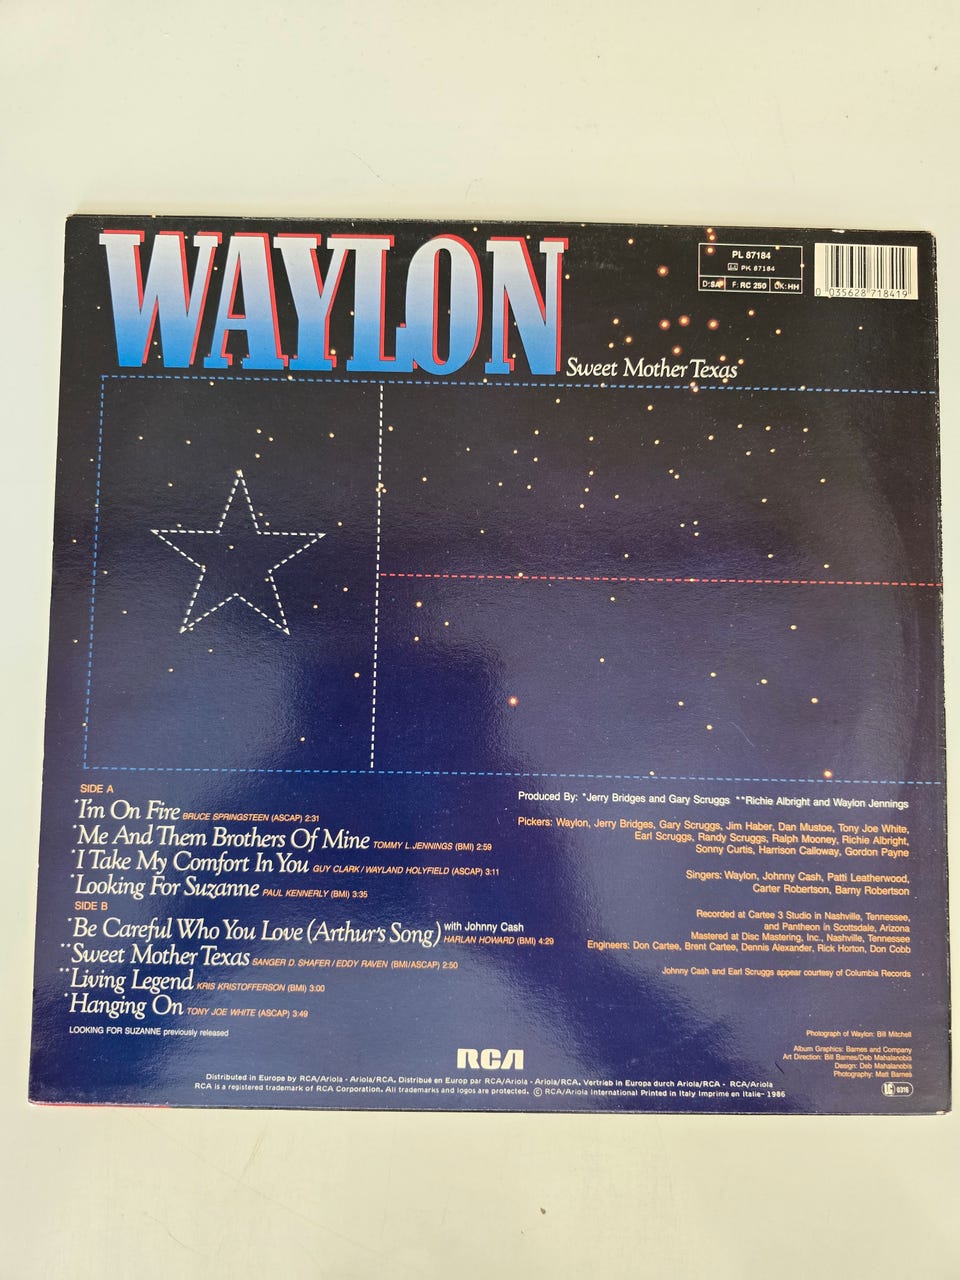 WAYLON
Sweet Mother Texas
PL 87184
PK 87184
F: RC 250
UK: HH
0 035628 718419
SIDE A
*I'm On Fire BRUCE SPRINGSTEEN (ASCAP) 2:31
*Me And Them Brothers Of Mine TOMMY L. JENNINGS (BMI) 2:59
*I Take My Comfort In You GUY CLARK / WAYLAND HOLYFIELD (ASCAP) 3:11
*Looking For Suzanne PAUL KENNERLY (BMI) 3:35
SIDE B
*Be Careful Who You Love (Arthur's Song) with Johnny Cash
HARLAN HOWARD (BMI) 4:29
**Sweet Mother Texas SANGER D. SHAFER / EDDY RAVEN (BMI/ASCAP) 2:50
**Living Legend KRIS KRISTOFFERSON (BMI) 3:00
*Hanging On TONY JOE WHITE (ASCAP) 3:49
LOOKING FOR SUZANNE previously released
Produced By: *Jerry Bridges and Gary Scruggs **Richie Albright and Waylon Jennings
Pickers: Waylon, Jerry Bridges, Gary Scruggs, Jim Haber, Dan Mustoe, Tony Joe White,
Earl Scruggs, Randy Scruggs, Ralph Mooney, Richie Albright,
Sonny Curtis, Harrison Calloway, Gordon Payne
Singers: Waylon, Johnny Cash, Patti Leatherwood,
Carter Robertson, Barny Robertson
Recorded at Cartee 3 Studio in Nashville, Tennessee,
and Pantheon in Scottsdale, Arizona
Mastered at Disc Mastering, Inc., Nashville, Tennessee
Engineers: Don Cartee, Brent Cartee, Dennis Alexander, Rick Horton, Don Cobb
Johnny Cash and Earl Scruggs appear courtesy of Columbia Records
Photograph of Waylon: Bill Mitchell
Album Graphics: Barnes and Company
Art Direction: Bill Barnes/Deb Mahalanobis
Design: Deb Mahalanobis
Photography: Matt Barnes
RCA
Distributed in Europe by RCA/Ariola - Ariola/RCA. Distribué en Europ par RCA/Ariola - Ariola/RCA. Vertrieb in Europa durch Ariola/RCA - RCA/Ariola
RCA is a registered trademark of RCA Corporation. All trademarks and logos are protected. © RCA/Ariola International Printed in Italy Imprimé en Italie- 1986
LC 0316